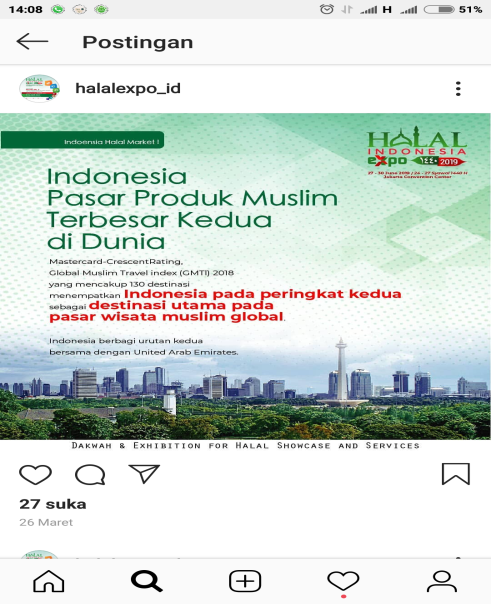 14:08
H
51%
Postingan
halalexpo_id
Indoensia Halal Market !
HALAL
INDONESIA
expo ١٤٤٠ 2019
27 - 30 June 2019 / 24 - 27 Syawal 1440 H
Jakarta Convention Center
Indonesia
Pasar Produk Muslim
Terbesar Kedua
di Dunia
Mastercard-CrescentRating,
Global Muslim Travel index (GMTI) 2018
yang mencakup 130 destinasi
menempatkan Indonesia pada peringkat kedua
sebagai destinasi utama pada
pasar wisata muslim global.
Indonesia berbagi urutan kedua
bersama dengan United Arab Emirates.
Dakwah & Exhibition for Halal Showcase and Services
27 suka
26 Maret